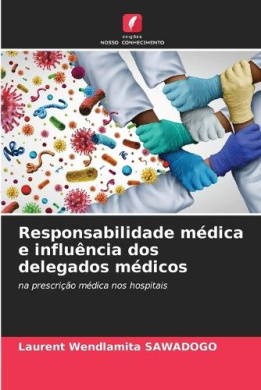 edições
NOSSO CONHECIMENTO
Responsabilidade médica
e influência dos
delegados médicos
na prescrição médica nos hospitais
Laurent Wendlamita SAWADOGO